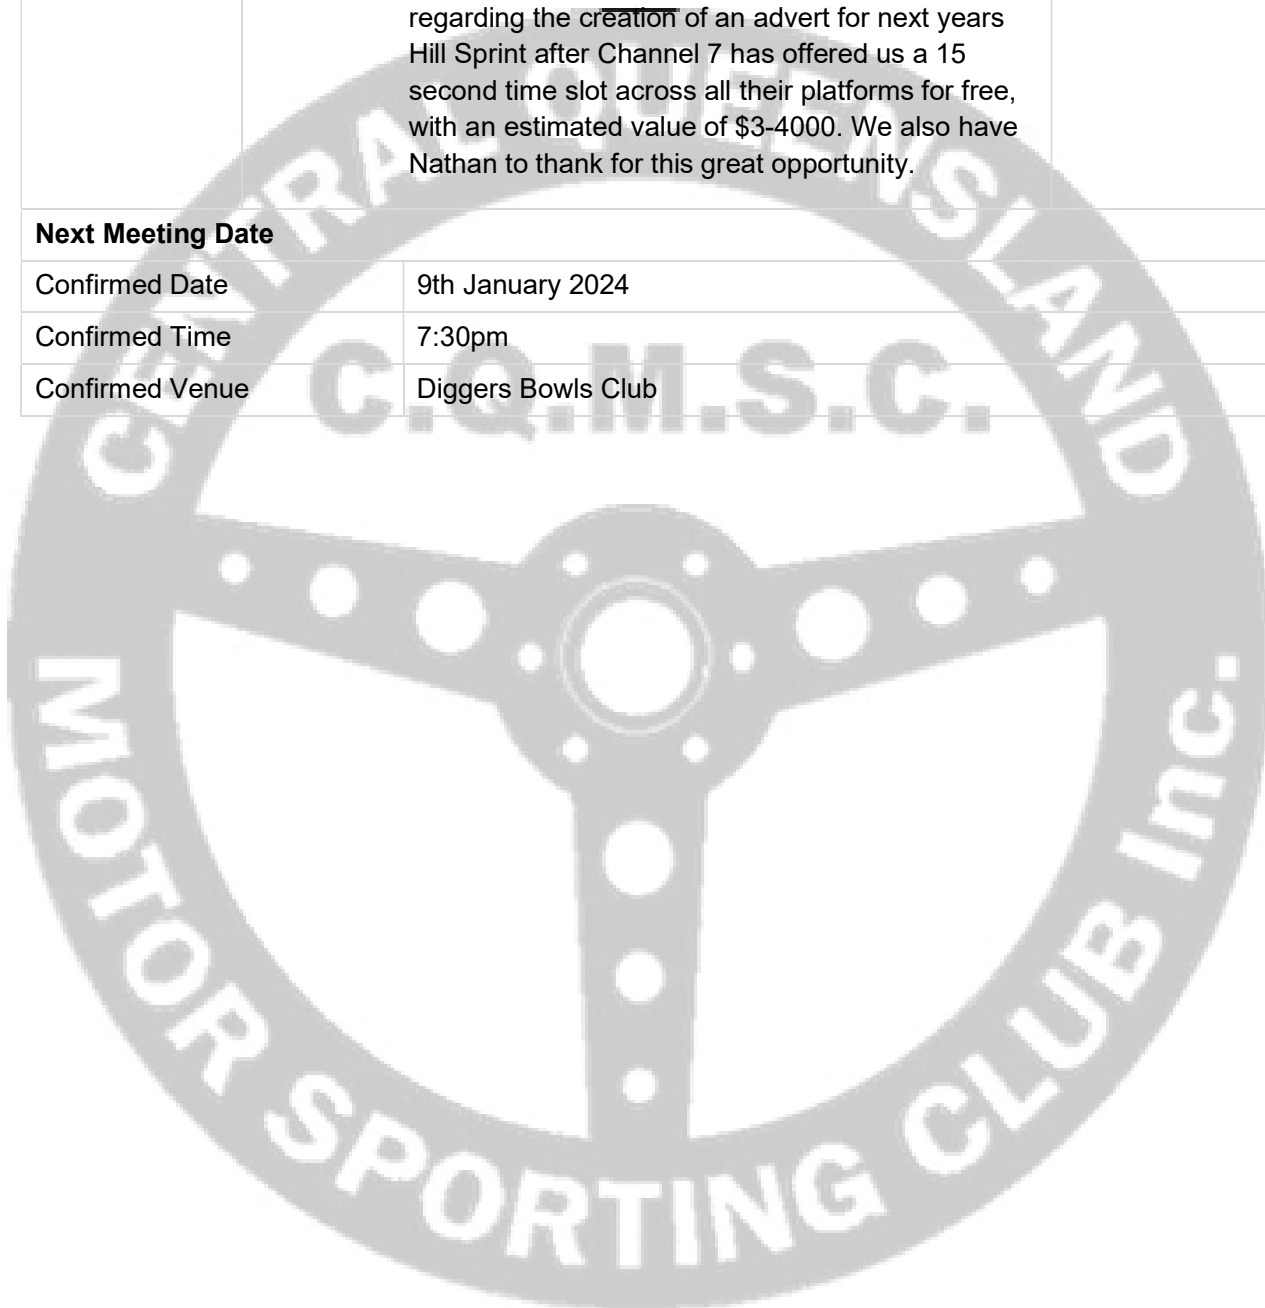 regarding the creation of an advert for next years
Hill Sprint after Channel 7 has offered us a 15
second time slot across all their platforms for free,
with an estimated value of $3-4000. We also have
Nathan to thank for this great opportunity.
Next Meeting Date
Confirmed Date 9th January 2024
Confirmed Time 7:30pm
Confirmed Venue Diggers Bowls Club
CENTRAL QUEENSLAND
C.Q.M.S.C.
MOTOR SPORTING CLUB Inc.